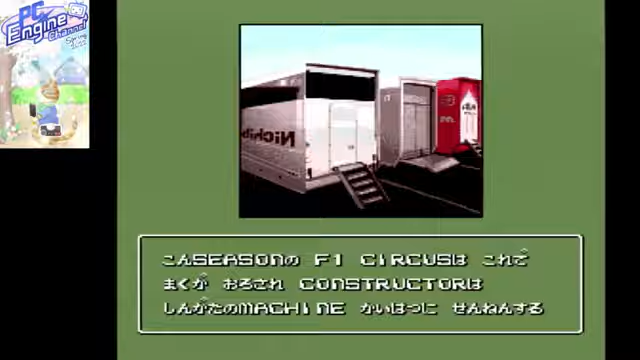 PC
Engine
Channel
Nichib
こんSEASONの F1 CIRCUSは これで
まくが おろされ CONSTRUCTORは
しんがたのMACHINE かいはつに せんねんする